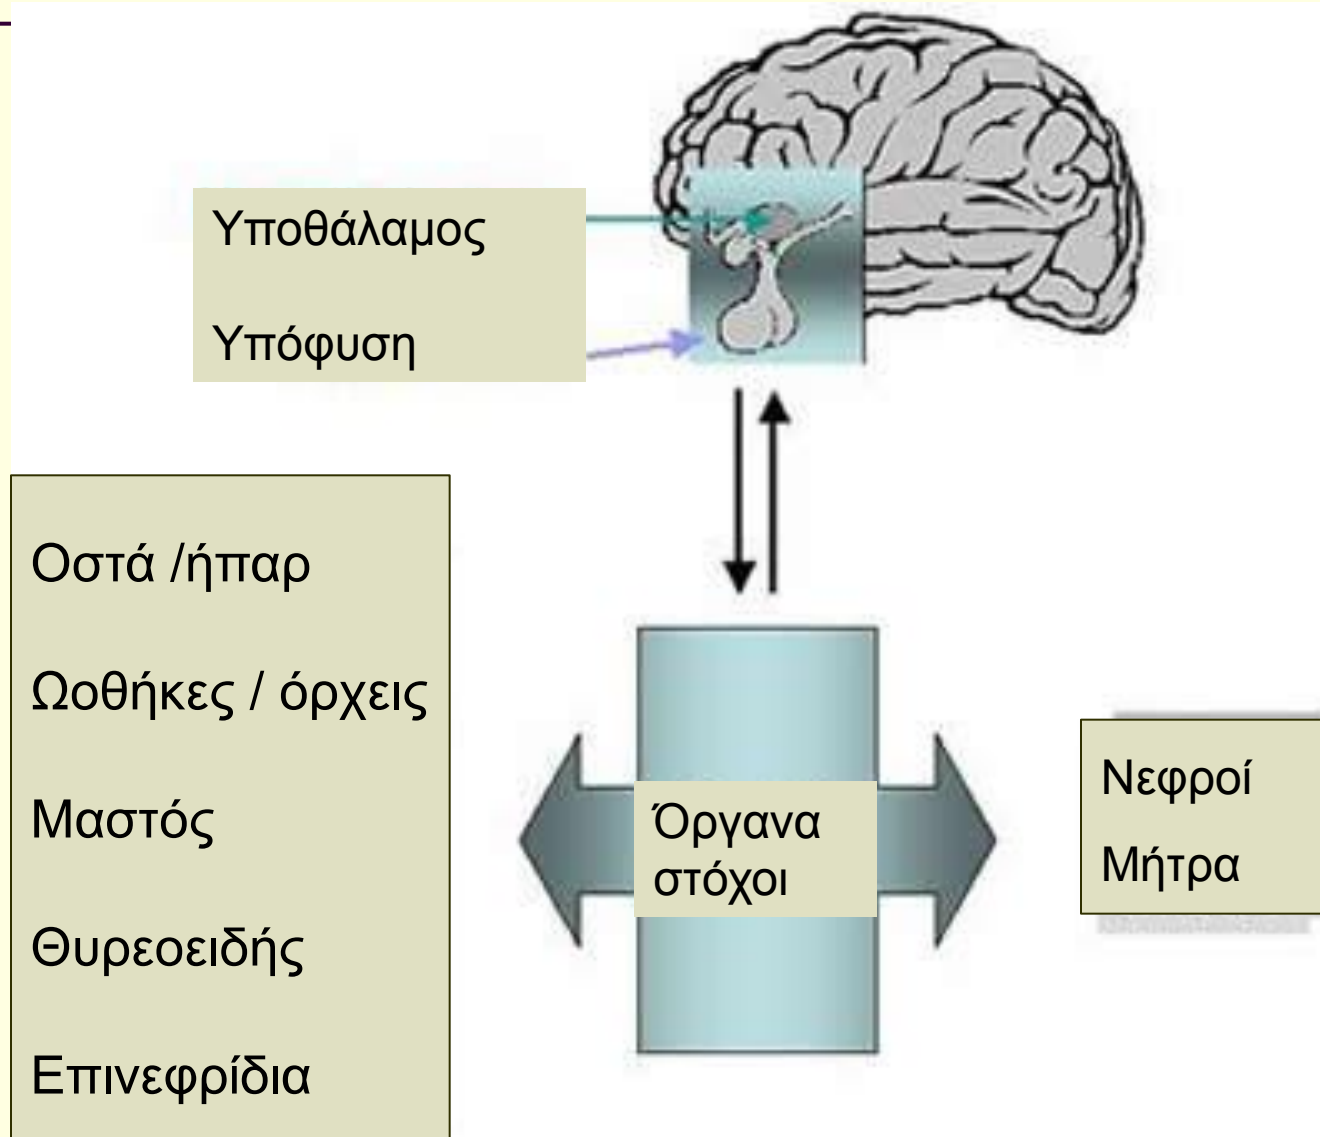 Υποθάλαμος
Υπόφυση
Οστά /ήπαρ
Ωοθήκες / όρχεις
Μαστός
Θυρεοειδής
Επινεφρίδια
Όργανα
στόχοι
Νεφροί
Μήτρα